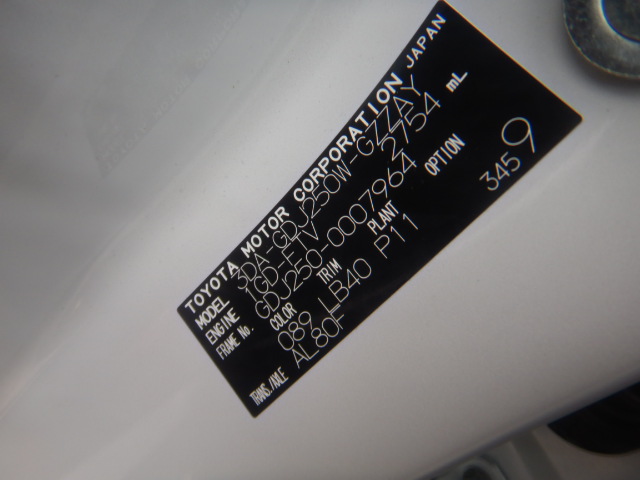 TOYOTA MOTOR CORPORATION JAPAN
MODEL 3DA-GDJ250W-GZZAY
ENGINE 1GD-FTV 2754 mL
FRAME No. GDJ250-0007964
COLOR TRIM PLANT OPTION
089 LB40 P11 345 9
TRANS./AXLE AL80F